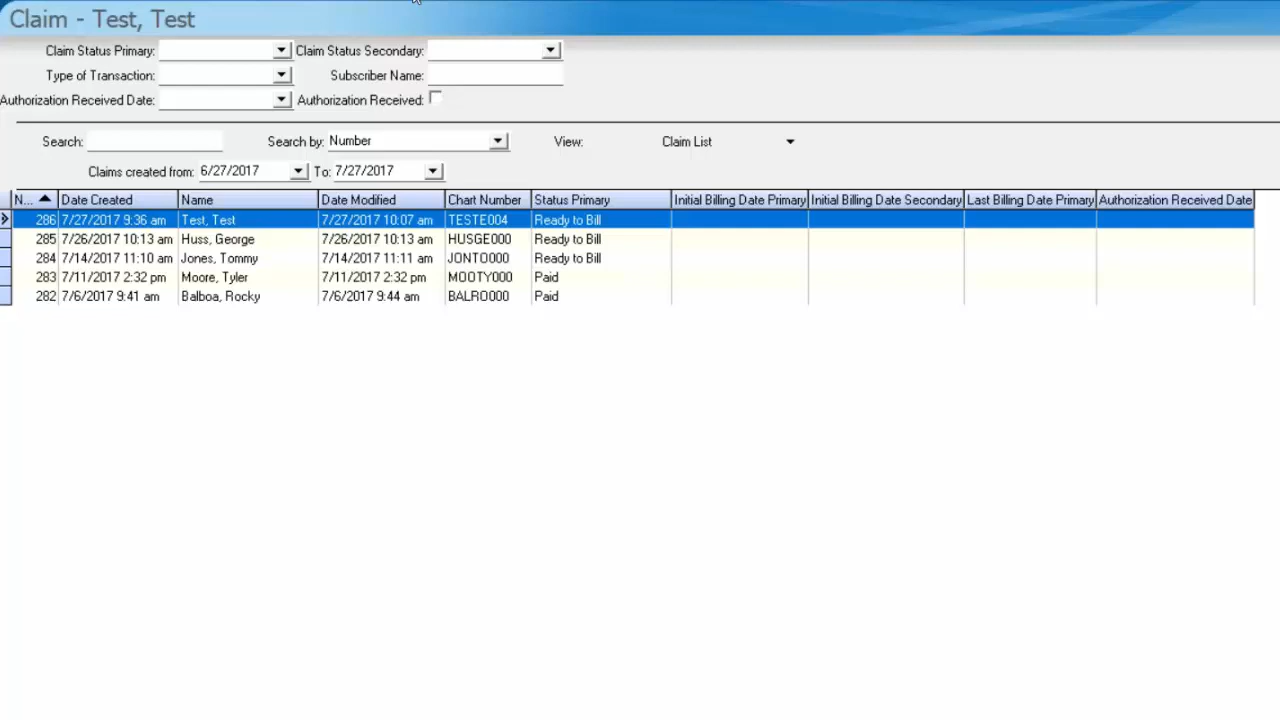 Claim - Test, Test
Claim Status Primary: Claim Status Secondary:
Type of Transaction: Subscriber Name:
Authorization Received Date: Authorization Received:
Search: Search by: Number View: Claim List
Claims created from: 6/27/2017 To: 7/27/2017
N... Date Created Name Date Modified Chart Number Status Primary Initial Billing Date Primary Initial Billing Date Secondary Last Billing Date Primary Authorization Received Date
286 7/27/2017 9:36 am Test, Test 7/27/2017 10:07 am TESTE004 Ready to Bill
285 7/26/2017 10:13 am Huss, George 7/26/2017 10:13 am HUSGE000 Ready to Bill
284 7/14/2017 11:10 am Jones, Tommy 7/14/2017 11:11 am JONTO000 Ready to Bill
283 7/11/2017 2:32 pm Moore, Tyler 7/11/2017 2:32 pm MOOTY000 Paid
282 7/6/2017 9:41 am Balboa, Rocky 7/6/2017 9:44 am BALRO000 Paid